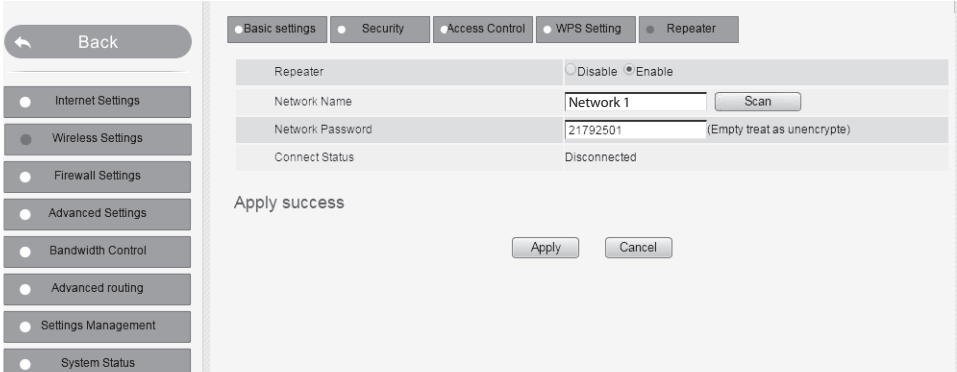 Back
Internet Settings
Wireless Settings
Firewall Settings
Advanced Settings
Bandwidth Control
Advanced routing
Settings Management
System Status
Basic settings Security Access Control WPS Setting Repeater
Repeater Disable Enable
Network Name Network 1 Scan
Network Password 21792501 (Empty treat as unencrypte)
Connect Status Disconnected
Apply success
Apply Cancel